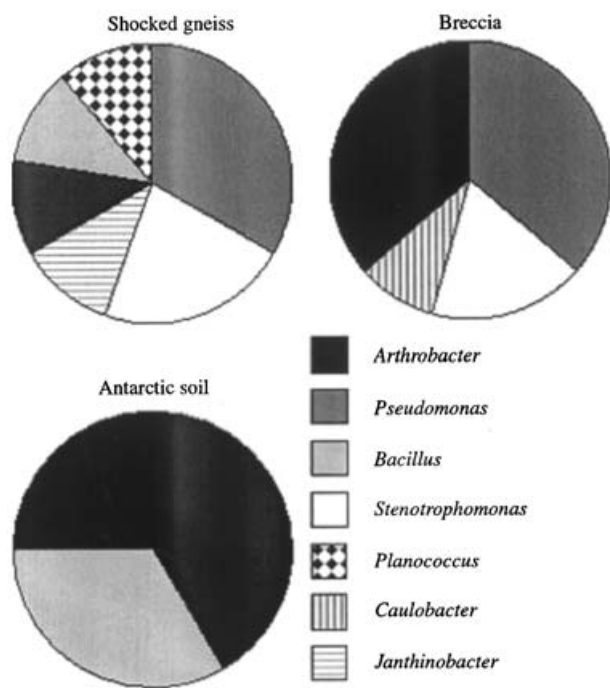 Shocked gneiss
Breccia
Antarctic soil
Arthrobacter
Pseudomonas
Bacillus
Stenotrophomonas
Planococcus
Caulobacter
Janthinobacter